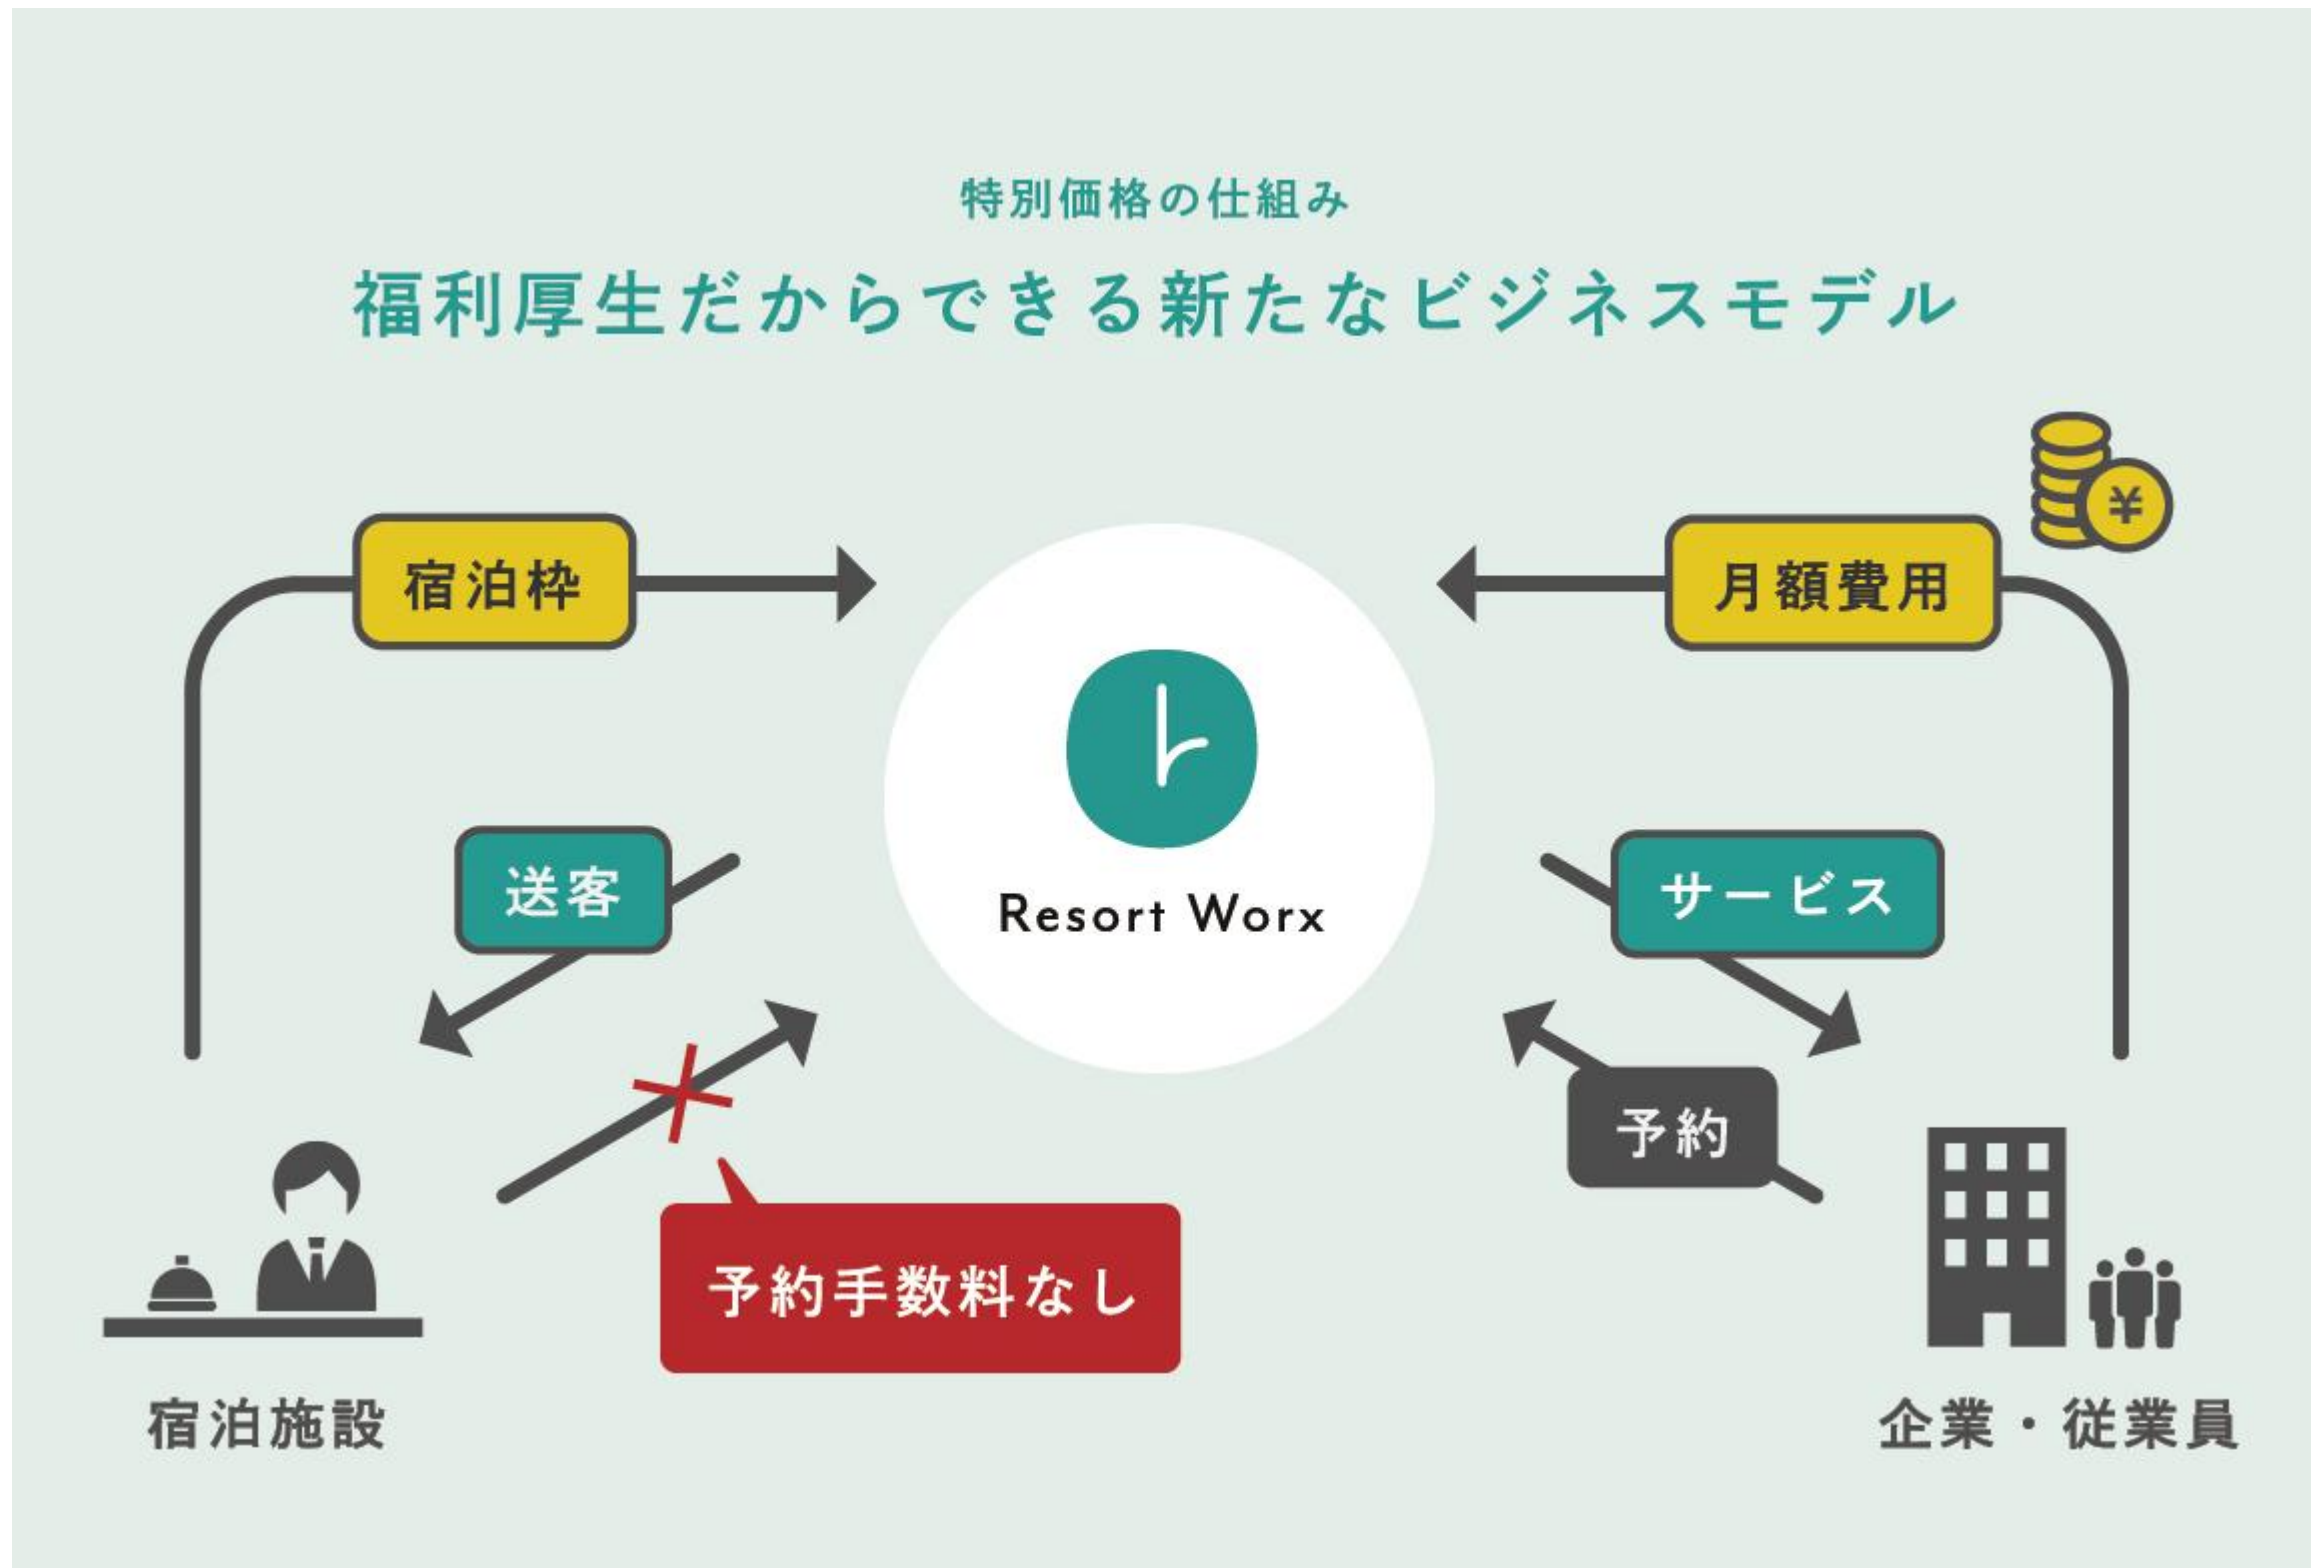 特別価格の仕組み
福利厚生だからできる新たなビジネスモデル
宿泊枠
月額費用
¥
送客
サービス
Resort Worx
予約
予約手数料なし
宿泊施設
企業・従業員